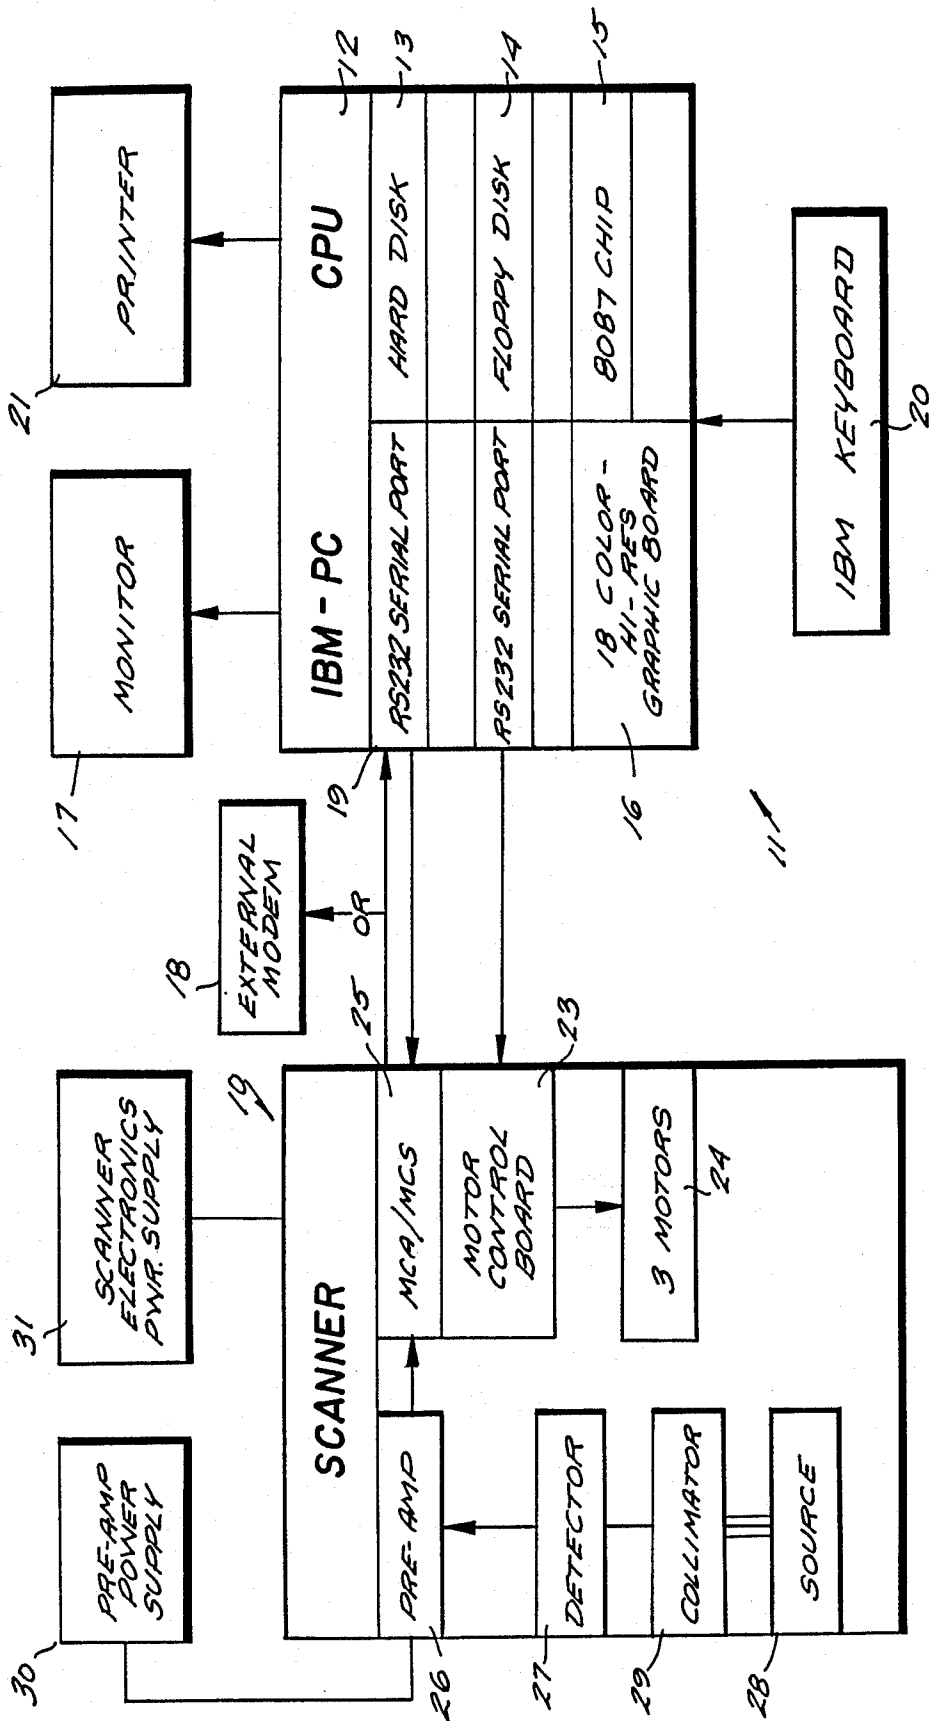 30
PRE-AMP
POWER
SUPPLY
31
SCANNER
ELECTRONICS
PWR. SUPPLY
17
MONITOR
21
PRINTER
18
EXTERNAL
MODEM
OR
10
SCANNER
25
MCA/MCS
MOTOR
CONTROL
BOARD
23
3 MOTORS
24
PRE-AMP
26
DETECTOR
27
COLLIMATOR
29
SOURCE
28
IBM-PC CPU
12
19
RS232 SERIAL PORT
HARD DISK
13
RS232 SERIAL PORT
FLOPPY DISK
14
18 COLOR-
HI-RES
GRAPHIC BOARD
16
8087 CHIP
15
11
IBM KEYBOARD
20